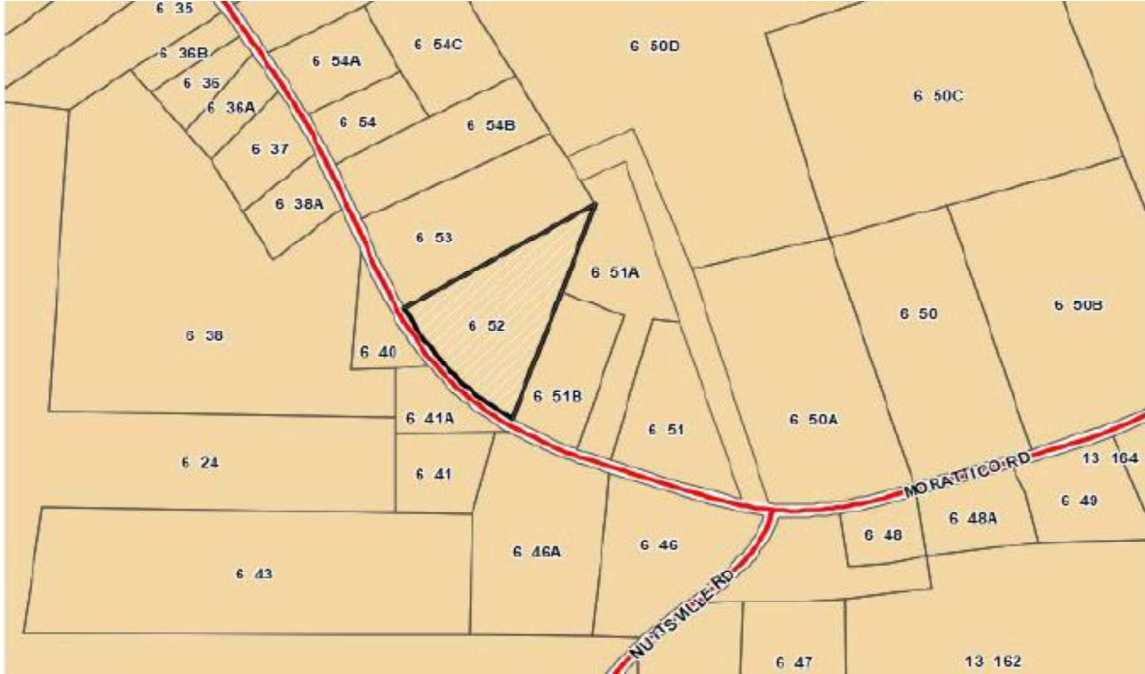 6 35
6 36B
6 54A
6 54C
6 50D
6 36
6 36A
6 50C
6 54
6 54B
6 37
6 38A
6 53
6 51A
6 50B
6 50
6 52
6 38
6 40
6 51B
6 41A
6 50A
6 51
6 24
6 41
MORATTICO RD
13 164
6 49
6 48A
6 48
6 46A
6 46
6 43
NUTTSVILLE RD
6 47
13 162